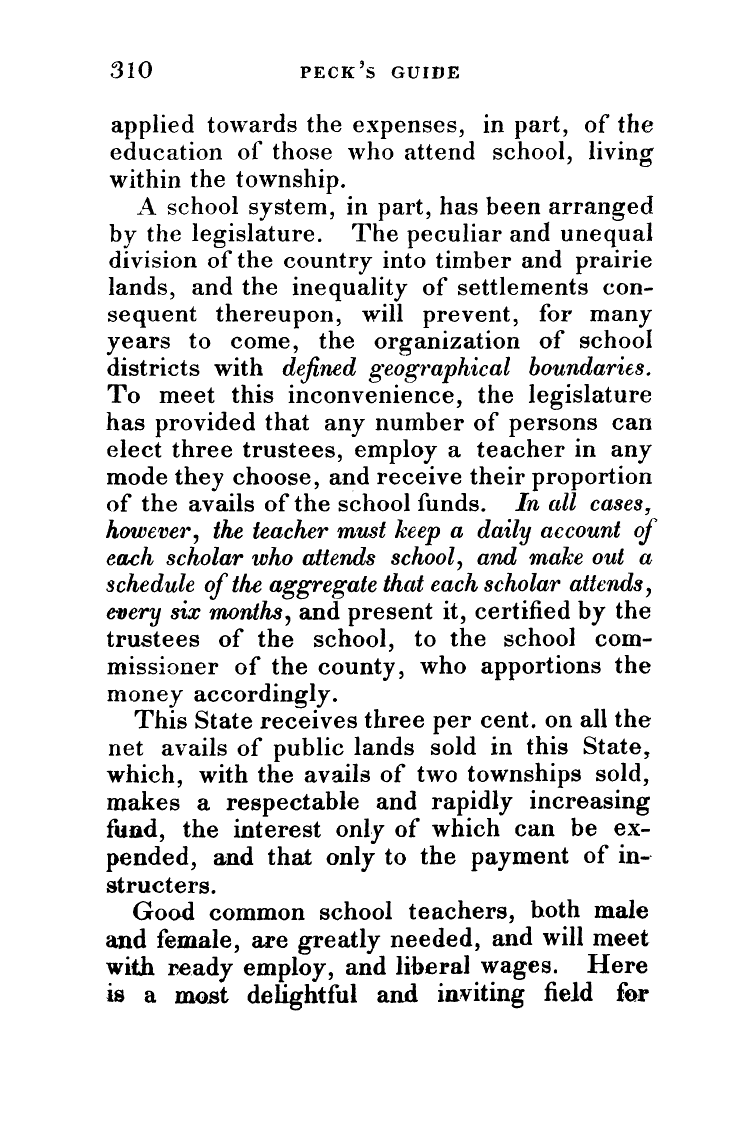 310 PECK'S GUIDE
applied towards the expenses, in part, of the
education of those who attend school, living
within the township.
A school system, in part, has been arranged
by the legislature. The peculiar and unequal
division of the country into timber and prairie
lands, and the inequality of settlements con-
sequent thereupon, will prevent, for many
years to come, the organization of school
districts with defined geographical boundaries.
To meet this inconvenience, the legislature
has provided that any number of persons can
elect three trustees, employ a teacher in any
mode they choose, and receive their proportion
of the avails of the school funds. In all cases,
however, the teacher must keep a daily account of
each scholar who attends school, and make out a
schedule of the aggregate that each scholar attends,
every six months, and present it, certified by the
trustees of the school, to the school com-
missioner of the county, who apportions the
money accordingly.
This State receives three per cent. on all the
net avails of public lands sold in this State,
which, with the avails of two townships sold,
makes a respectable and rapidly increasing
fund, the interest only of which can be ex-
pended, and that only to the payment of in-
structers.
Good common school teachers, both male
and female, are greatly needed, and will meet
with ready employ, and liberal wages. Here
is a most delightful and inviting field for